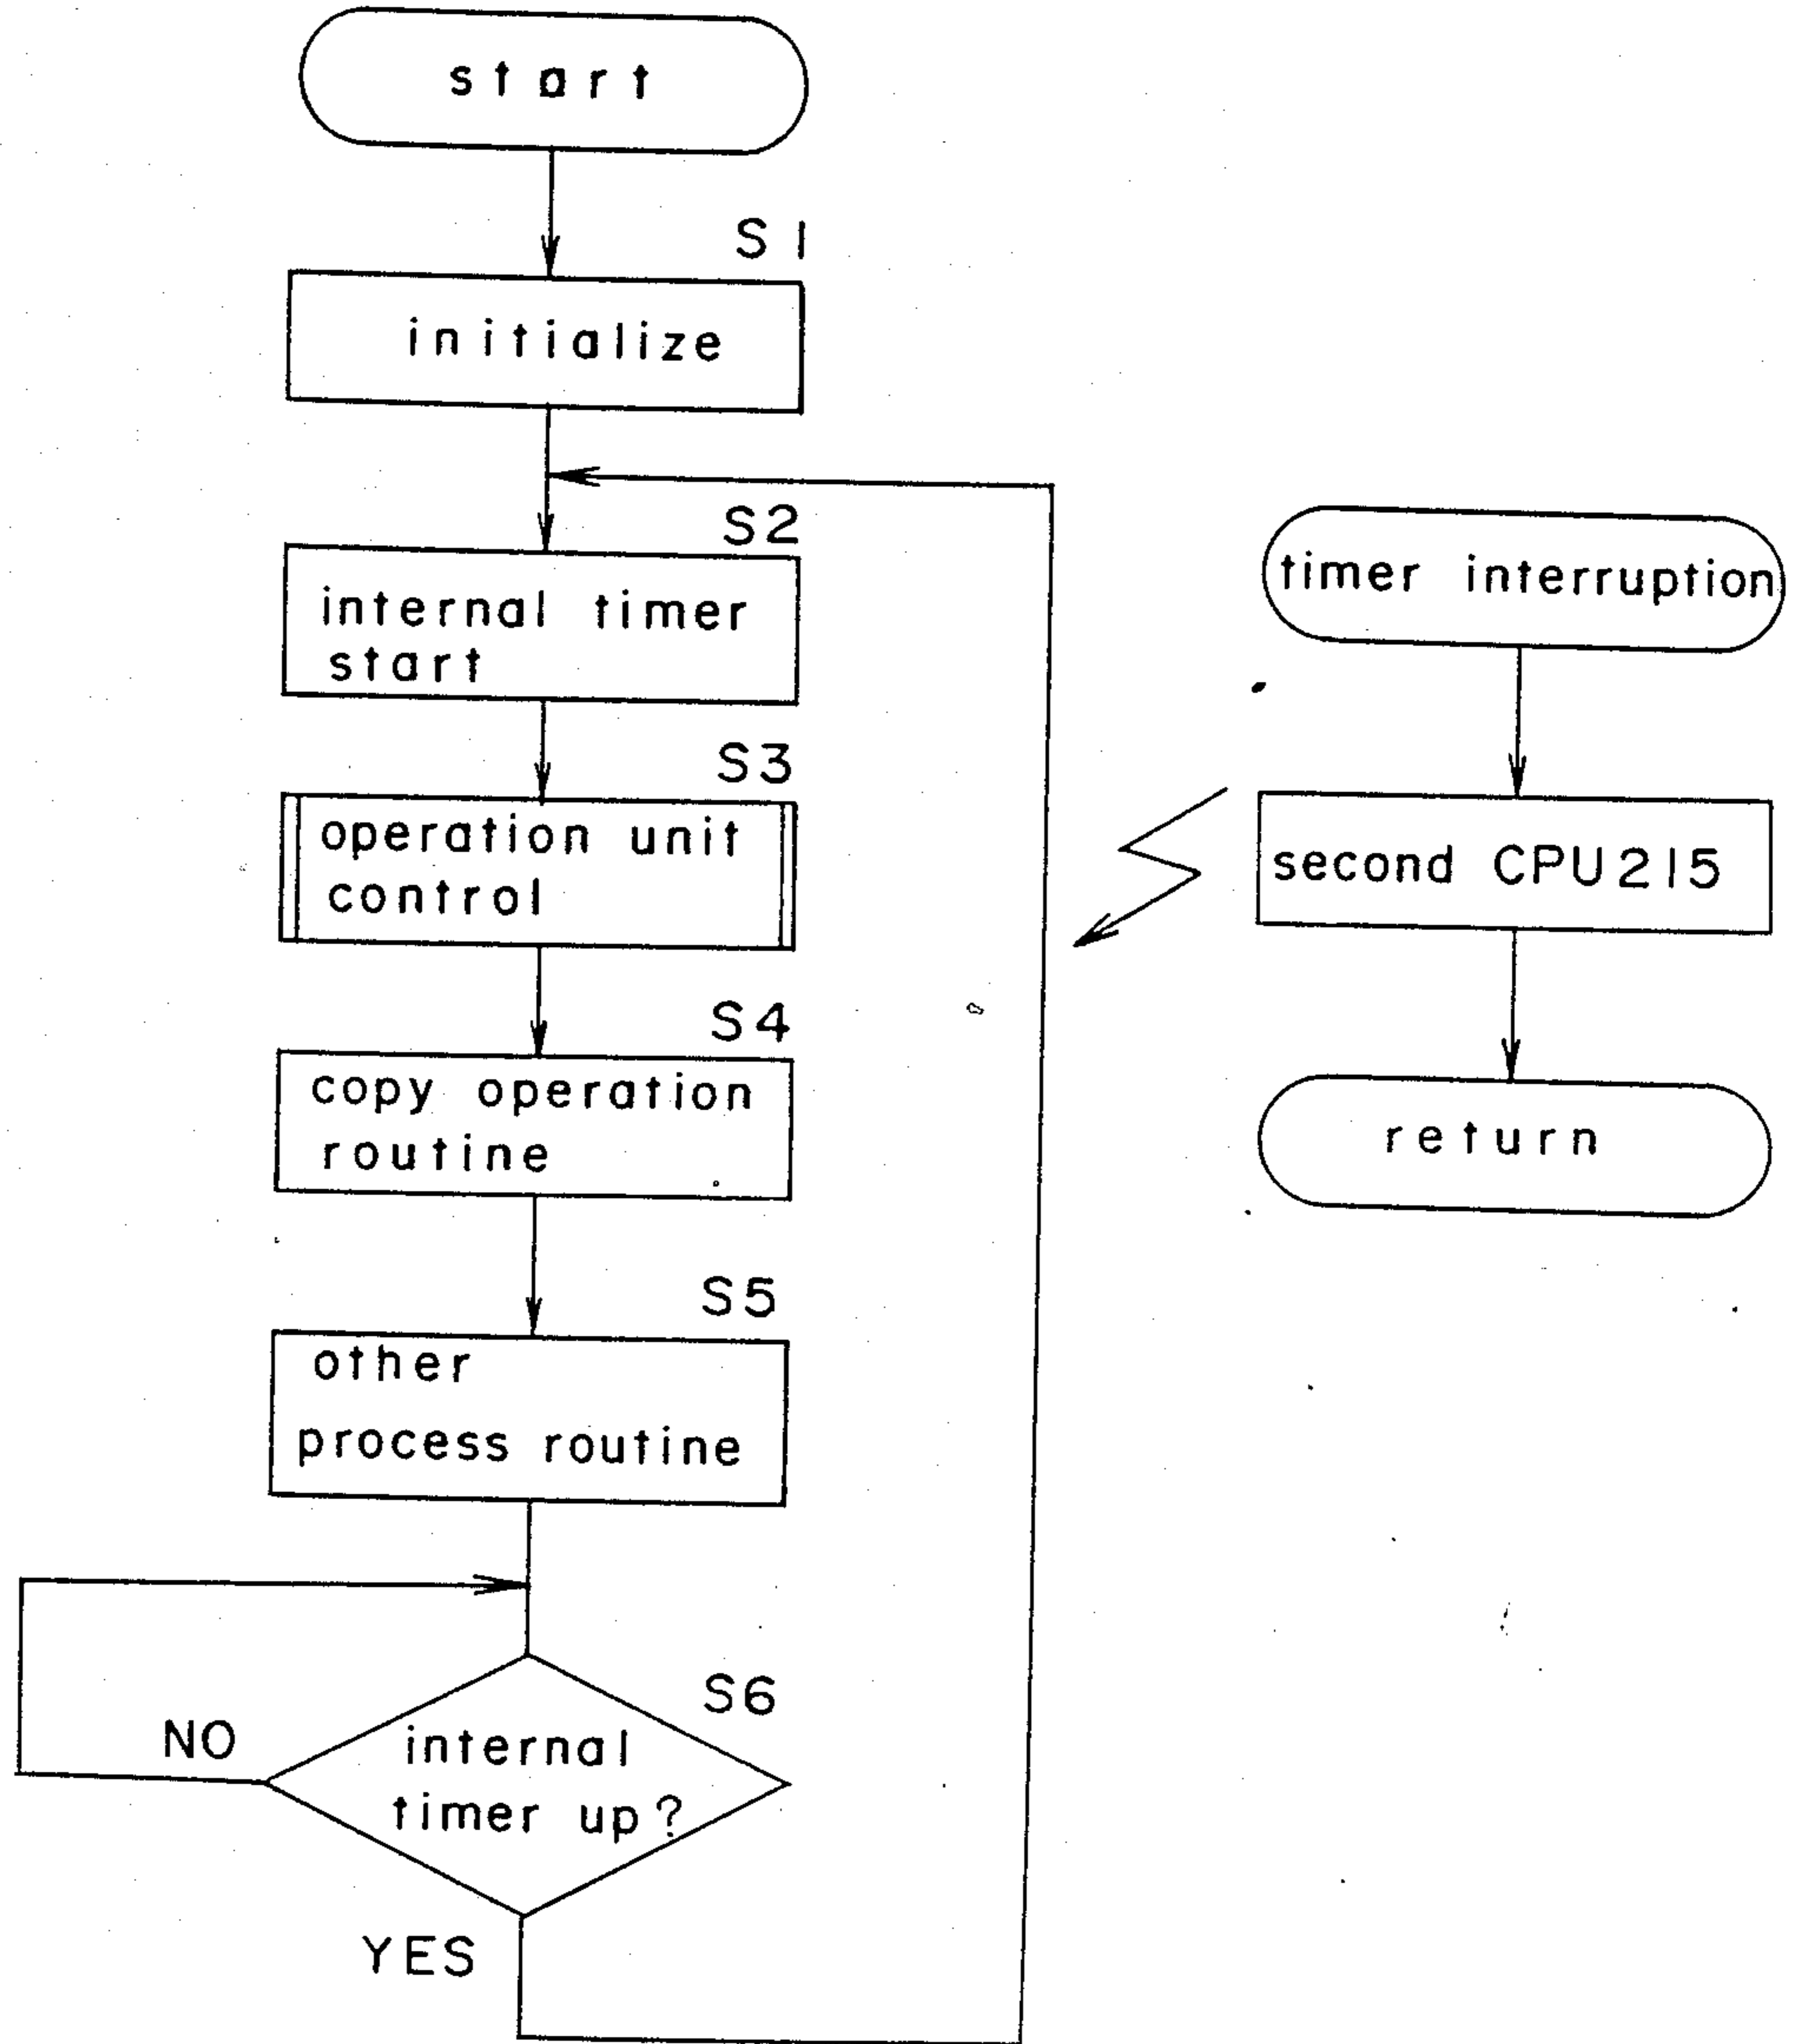 start
S1
initialize
S2
internal timer
start
S3
operation unit
control
S4
copy operation
routine
S5
other
process routine
S6
internal
timer up?
NO
YES
timer interruption
second CPU215
return